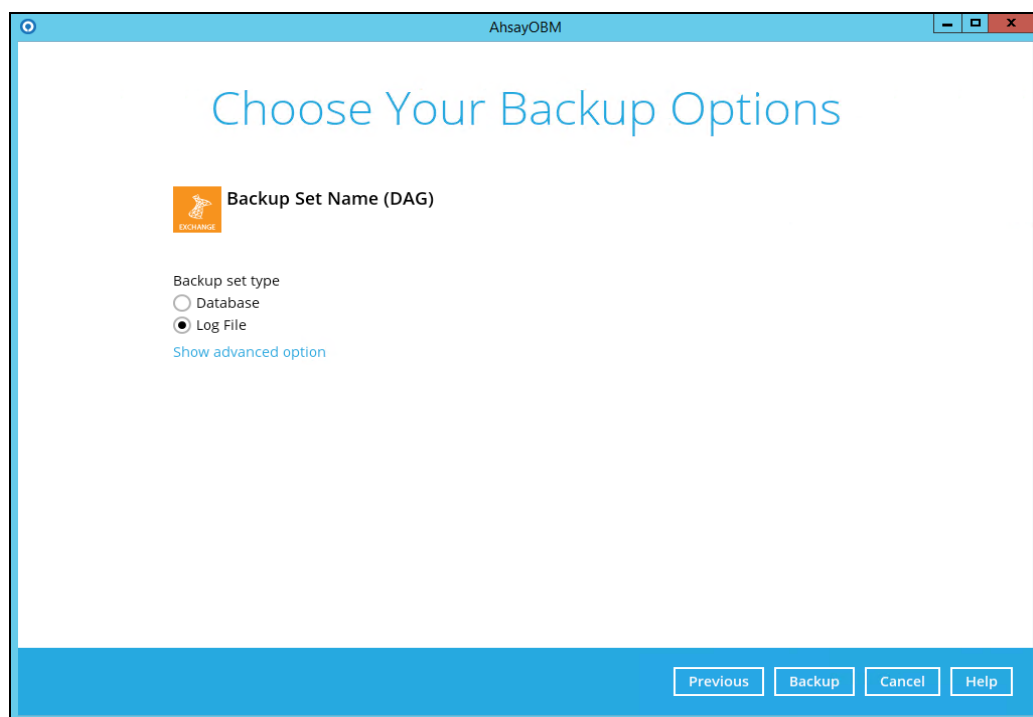 AhsayOBM
Choose Your Backup Options
Backup Set Name (DAG)
EXCHANGE
Backup set type
Database
Log File
Show advanced option
Previous Backup Cancel Help